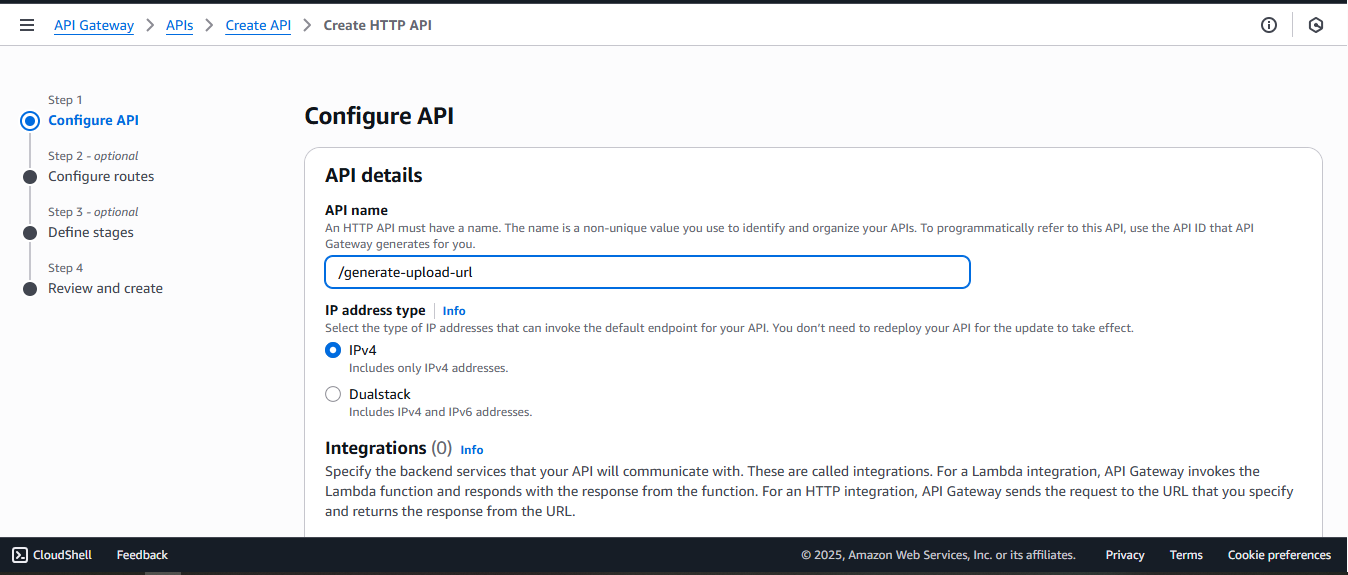 API Gateway > APIs > Create API > Create HTTP API
Step 1
Configure API
Step 2 - optional
Configure routes
Step 3 - optional
Define stages
Step 4
Review and create
Configure API
API details
API name
An HTTP API must have a name. The name is a non-unique value you use to identify and organize your APIs. To programmatically refer to this API, use the API ID that API
Gateway generates for you.
/generate-upload-url
IP address type | Info
Select the type of IP addresses that can invoke the default endpoint for your API. You don’t need to redeploy your API for the update to take effect.
IPv4
Includes only IPv4 addresses.
Dualstack
Includes IPv4 and IPv6 addresses.
Integrations (0) Info
Specify the backend services that your API will communicate with. These are called integrations. For a Lambda integration, API Gateway invokes the
Lambda function and responds with the response from the function. For an HTTP integration, API Gateway sends the request to the URL that you specify
and returns the response from the URL.
CloudShell Feedback © 2025, Amazon Web Services, Inc. or its affiliates. Privacy Terms Cookie preferences